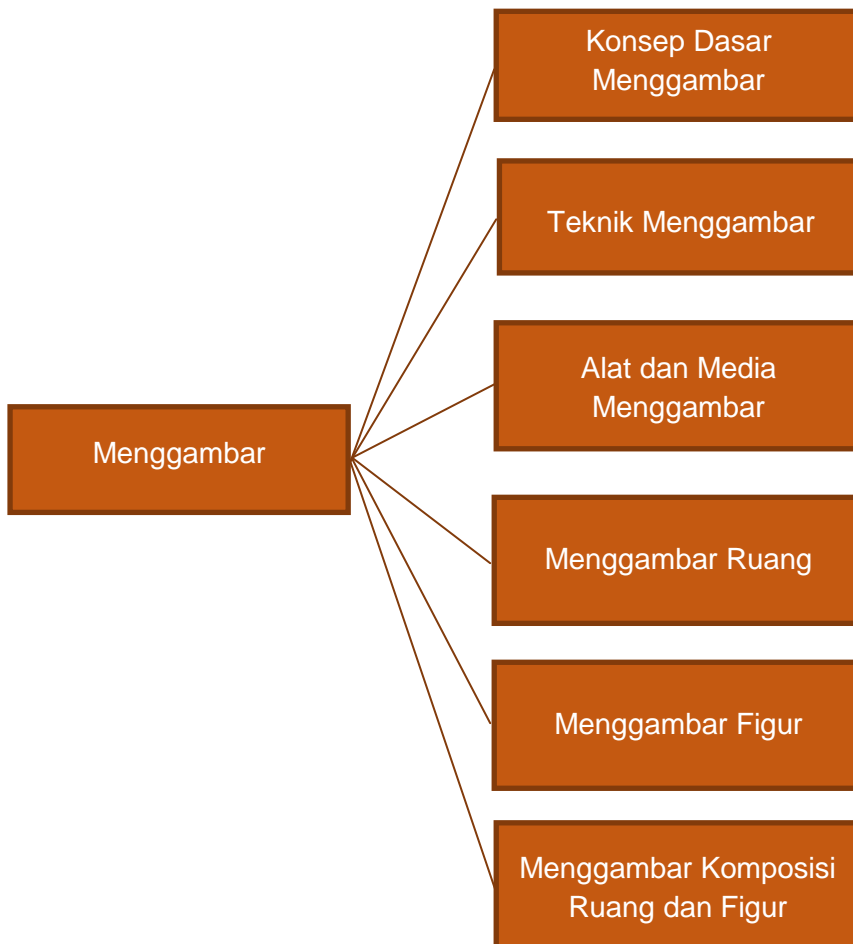 Konsep Dasar
Menggambar
Teknik Menggambar
Alat dan Media
Menggambar
Menggambar
Menggambar Ruang
Menggambar Figur
Menggambar Komposisi
Ruang dan Figur